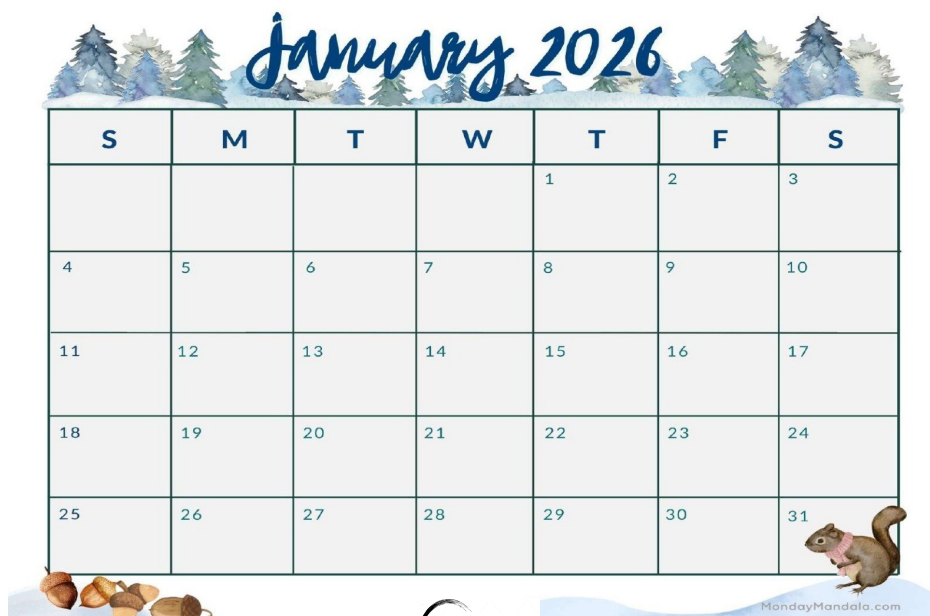 January 2026
S M T W T F S
1 2 3
4 5 6 7 8 9 10
11 12 13 14 15 16 17
18 19 20 21 22 23 24
25 26 27 28 29 30 31
MondayMandala.com